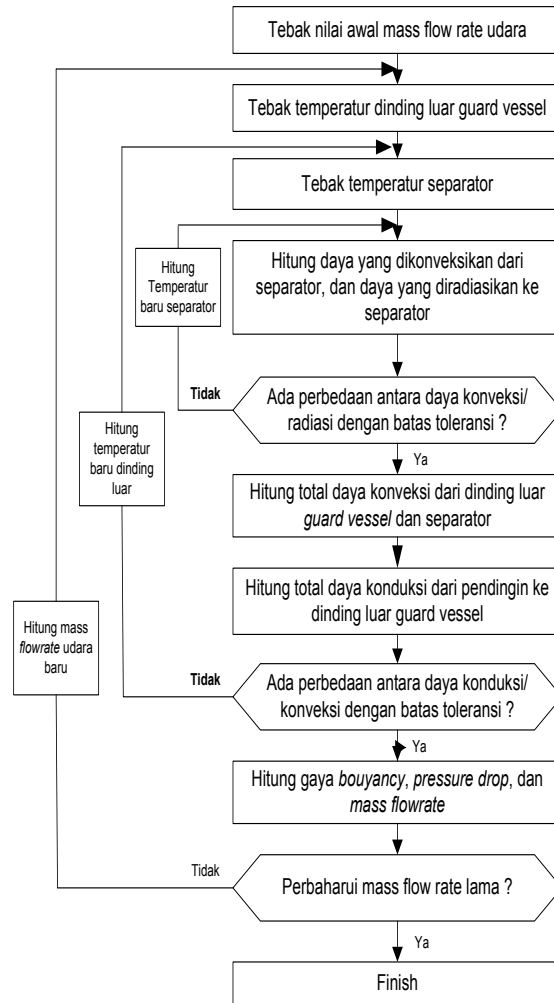 Tebak nilai awal mass flow rate udara
Tebak temperatur dinding luar guard vessel
Tebak temperatur separator
Hitung
Temperatur
baru separator
Hitung daya yang dikonveksikan dari
separator, dan daya yang diradiasikan ke
separator
Tidak
Ada perbedaan antara daya konveksi/
radiasi dengan batas toleransi ?
Ya
Hitung
temperatur
baru dinding
luar
Hitung total daya konveksi dari dinding luar
guard vessel dan separator
Hitung total daya konduksi dari pendingin ke
dinding luar guard vessel
Hitung mass
flowrate udara
baru
Tidak
Ada perbedaan antara daya konduksi/
konveksi dengan batas toleransi ?
Ya
Hitung gaya bouyancy, pressure drop, dan
mass flowrate
Tidak
Perbaharui mass flow rate lama ?
Ya
Finish